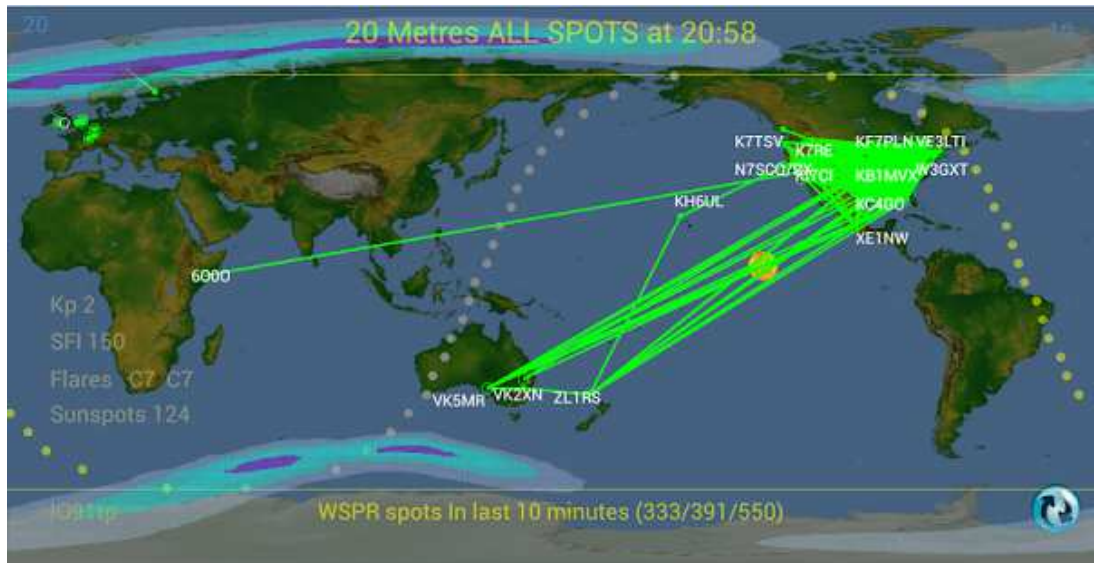 20
20 Metres ALL SPOTS at 20:58
K7TSV
KF7PLN
VE3LTI
K7RE
W3GXT
KB1MVX
KH6UL
KC4GO
XE1NW
6O0O
Kp 2
SFI 150
Flares C7 C7
VK5MR
VK2XN
ZL1RS
Sunspots 124
IO91tp
WSPR spots In last 10 minutes (333/391/550)